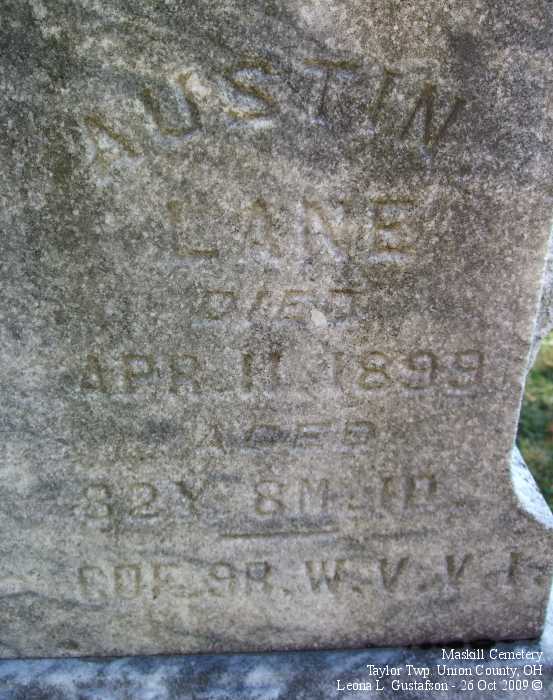 AUSTIN
LANE
DIED
APR. 11. 1899
AGED
82Y. 8M. 1D.
CO F. 9R. W. V. V. I.
Maskill Cemetery
Taylor Twp. Union County, OH
Leona L. Gustafson - 26 Oct 2009 ©